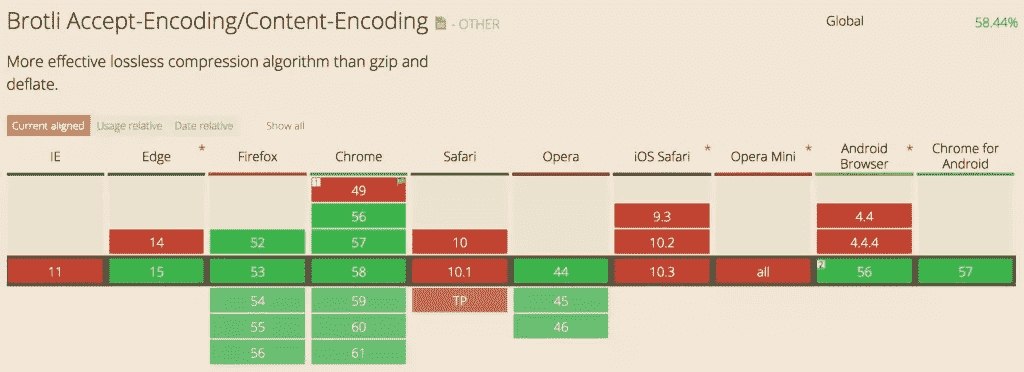 Brotli Accept-Encoding/Content-Encoding - OTHER
Global 58.44%
More effective lossless compression algorithm than gzip and
deflate.
Current aligned Usage relative Date relative Show all
IE Edge * Firefox Chrome Safari Opera iOS Safari * Opera Mini * Android Browser * Chrome for Android
1 49
56 9.3 4.4
14 52 57 10 10.2 4.4.4
11 15 53 58 10.1 44 10.3 all 2 56 57
54 59 TP 45
55 60 46
56 61